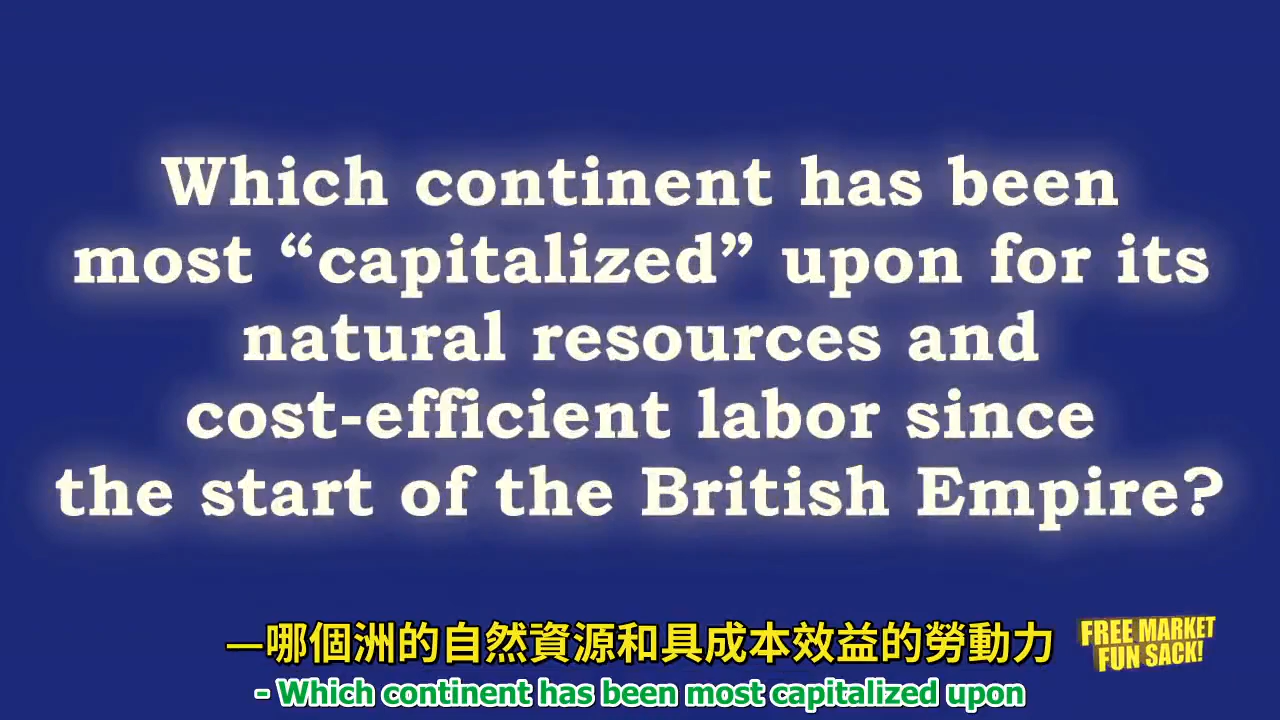 Which continent has been
most “capitalized” upon for its
natural resources and
cost-efficient labor since
the start of the British Empire?
—哪個洲的自然資源和具成本效益的勞動力
- Which continent has been most capitalized upon
FREE MARKET
FUN SACK!